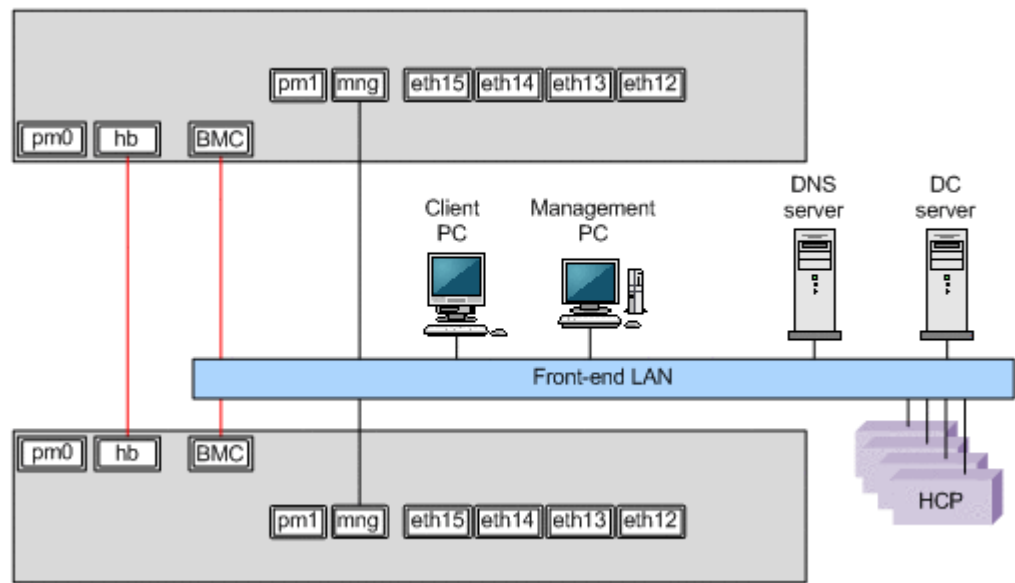 pm1 mng eth15 eth14 eth13 eth12
pm0 hb BMC
Client
PC
Management
PC
DNS
server
DC
server
Front-end LAN
pm0 hb BMC
HCP
pm1 mng eth15 eth14 eth13 eth12